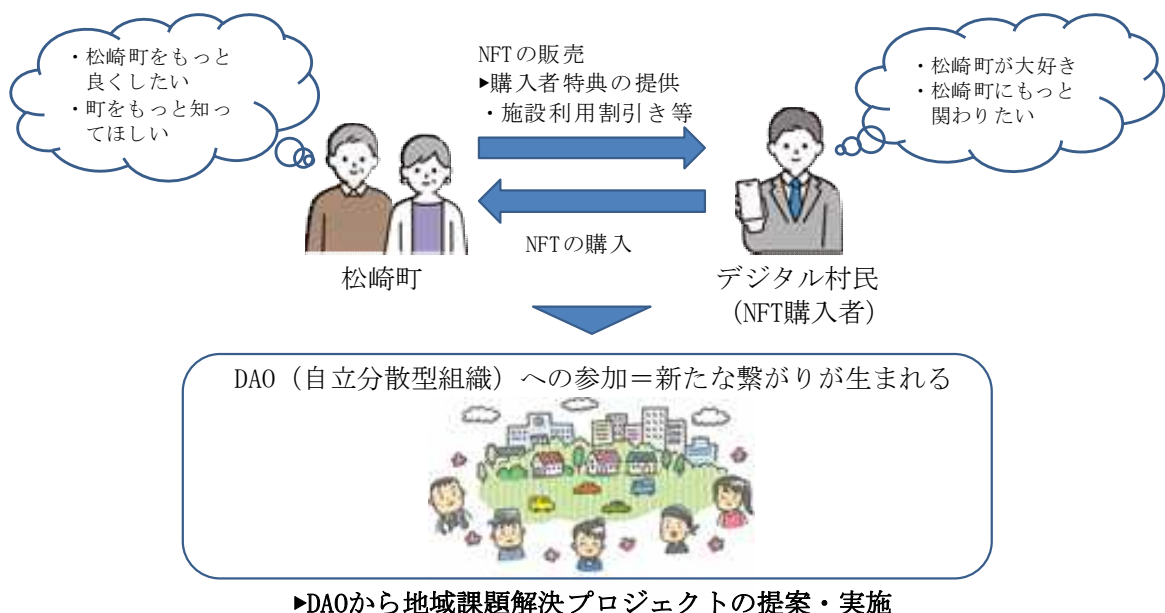 ・松崎町をもっと
良くしたい
・町をもっと知っ
てほしい
NFTの販売
▶購入者特典の提供
・施設利用割引き等
・松崎町が大好き
・松崎町にもっと
関わりたい
NFTの購入
松崎町
デジタル村民
（NFT購入者）
DAO（自立分散型組織）への参加＝新たな繋がりが生まれる
▶DAOから地域課題解決プロジェクトの提案・実施